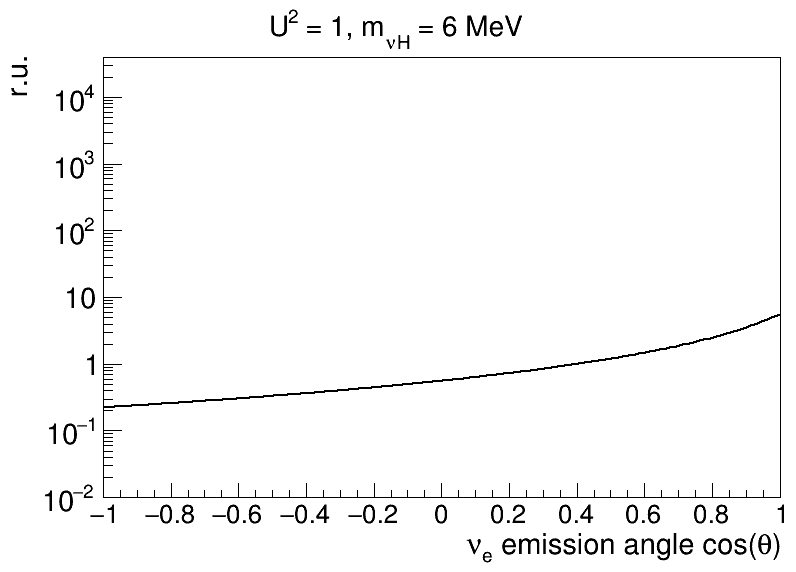 U² = 1, m_νH = 6 MeV
r.u.
10⁴
10³
10²
10
1
10⁻¹
10⁻²
−1 −0.8 −0.6 −0.4 −0.2 0 0.2 0.4 0.6 0.8 1
ν_e emission angle cos(θ)